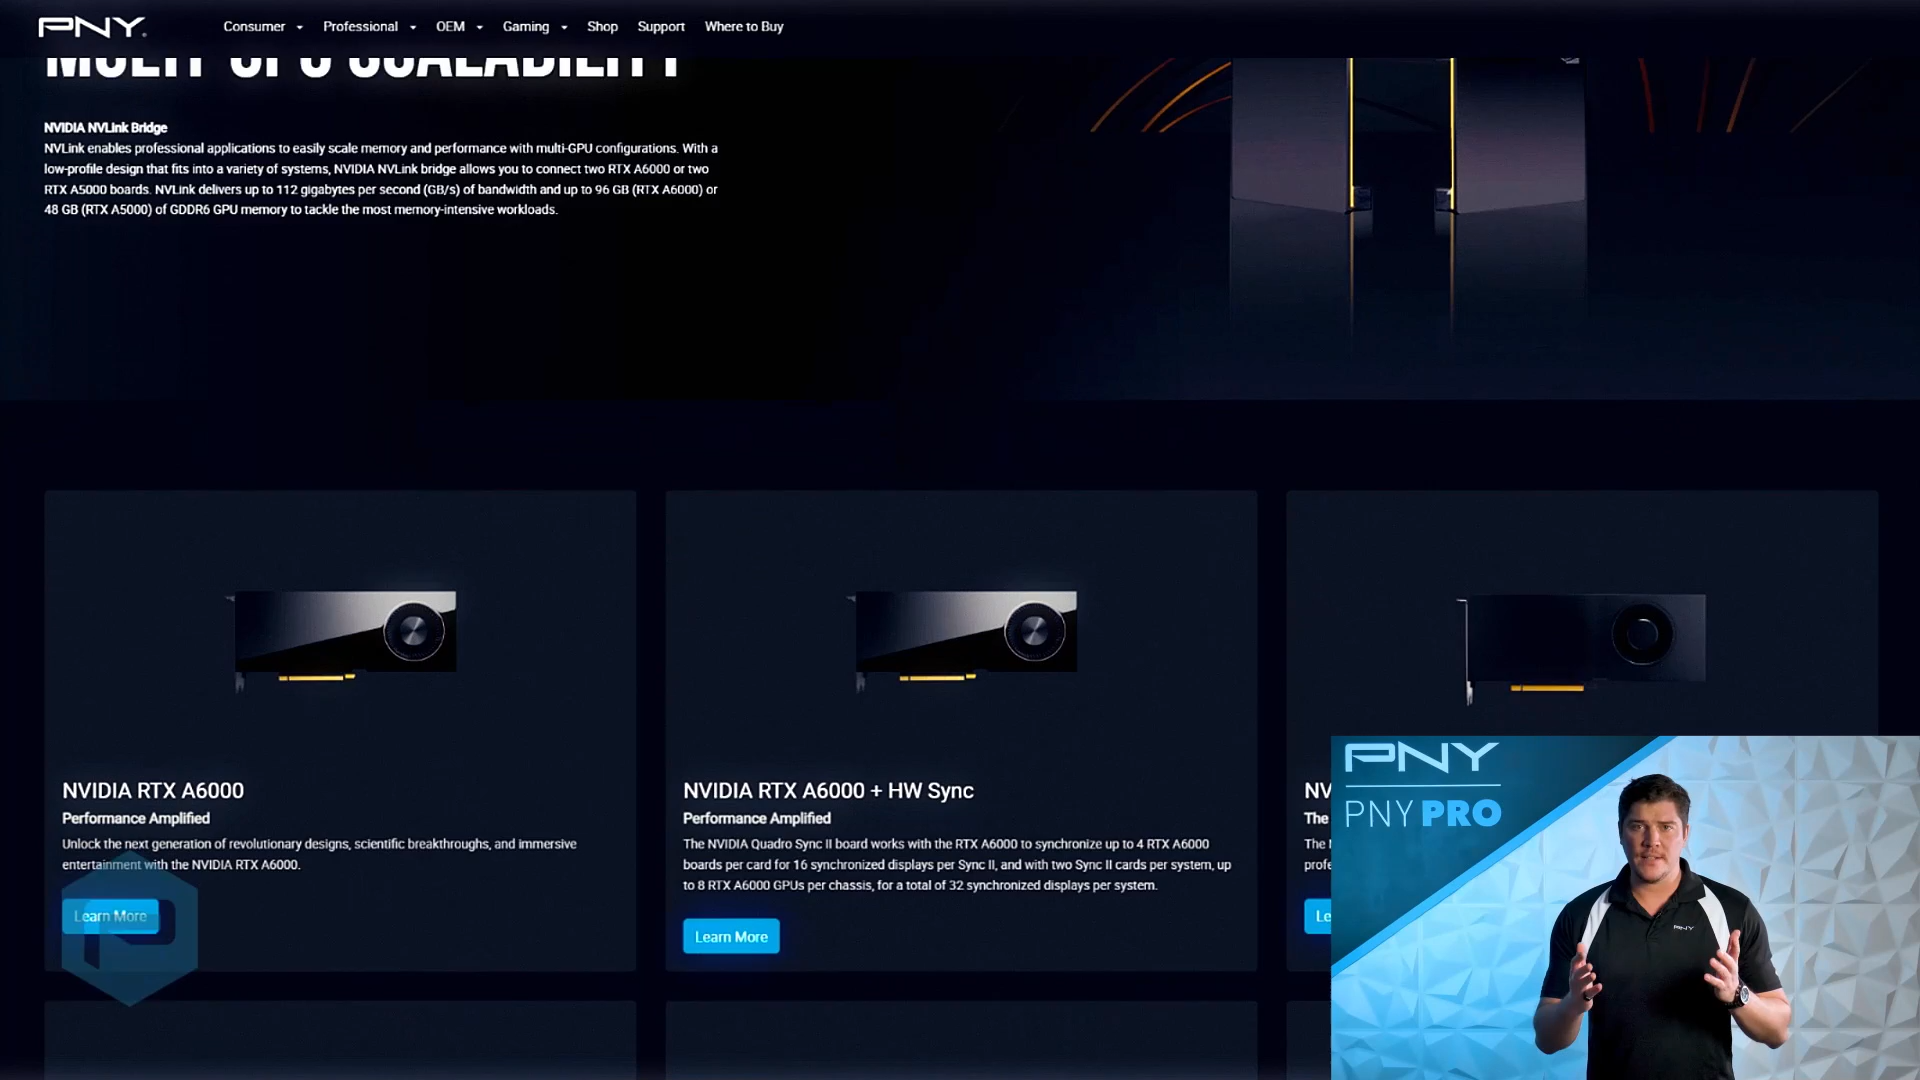 PNY
Consumer
Professional
OEM
Gaming
Shop
Support
Where to Buy
MULTI-GPU SCALABILITY
NVIDIA NVLink Bridge
NVLink enables professional applications to easily scale memory and performance with multi-GPU configurations. With a
low-profile design that fits into a variety of systems, NVIDIA NVLink bridge allows you to connect two RTX A6000 or two
RTX A5000 boards. NVLink delivers up to 112 gigabytes per second (GB/s) of bandwidth and up to 96 GB (RTX A6000) or
48 GB (RTX A5000) of GDDR6 GPU memory to tackle the most memory-intensive workloads.
NVIDIA RTX A6000
Performance Amplified
Unlock the next generation of revolutionary designs, scientific breakthroughs, and immersive
entertainment with the NVIDIA RTX A6000.
Learn More
NVIDIA RTX A6000 + HW Sync
Performance Amplified
The NVIDIA Quadro Sync II board works with the RTX A6000 to synchronize up to 4 RTX A6000
boards per card for 16 synchronized displays per Sync II, and with two Sync II cards per system, up
to 8 RTX A6000 GPUs per chassis, for a total of 32 synchronized displays per system.
Learn More
NV
The
The
profe
Le
PNY
PNY PRO
PNY